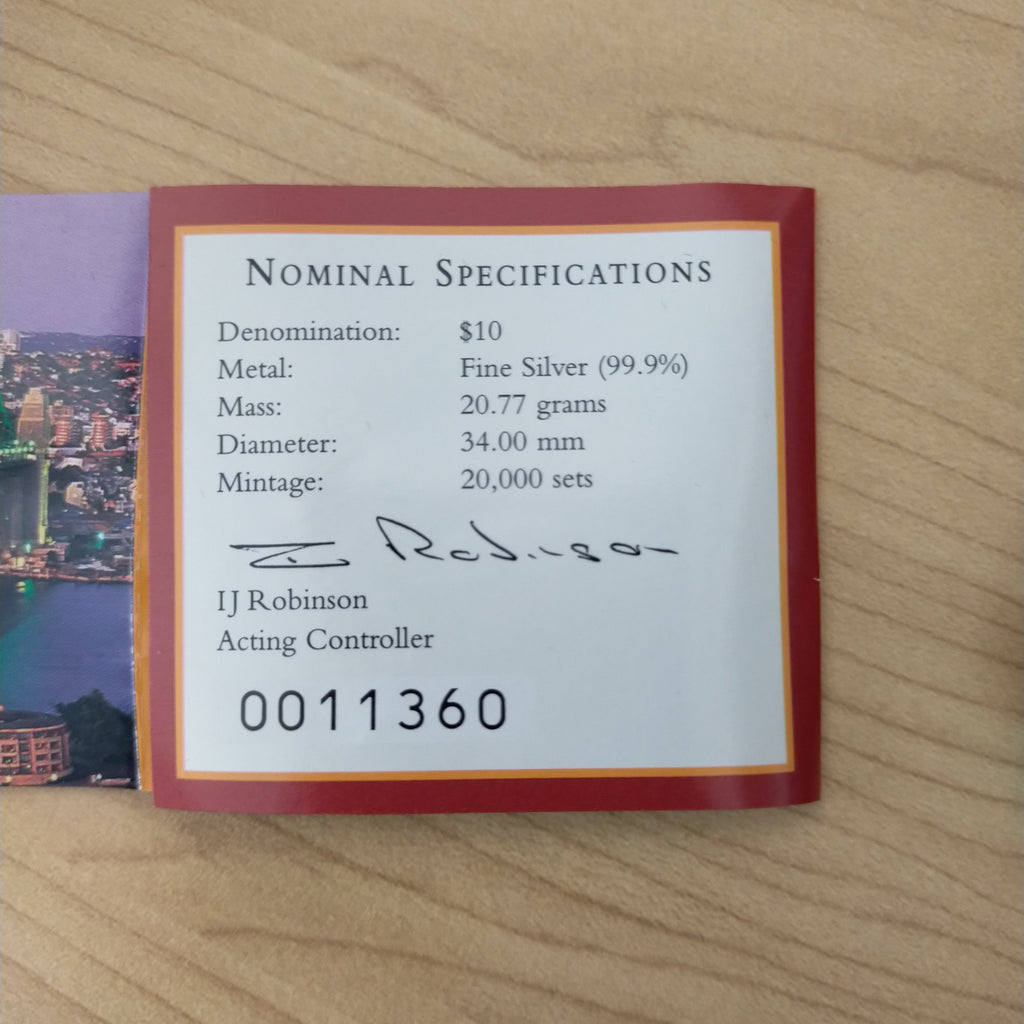 NOMINAL SPECIFICATIONS
Denomination: $10
Metal: Fine Silver (99.9%)
Mass: 20.77 grams
Diameter: 34.00 mm
Mintage: 20,000 sets
I Robinson
IJ Robinson
Acting Controller
0011360